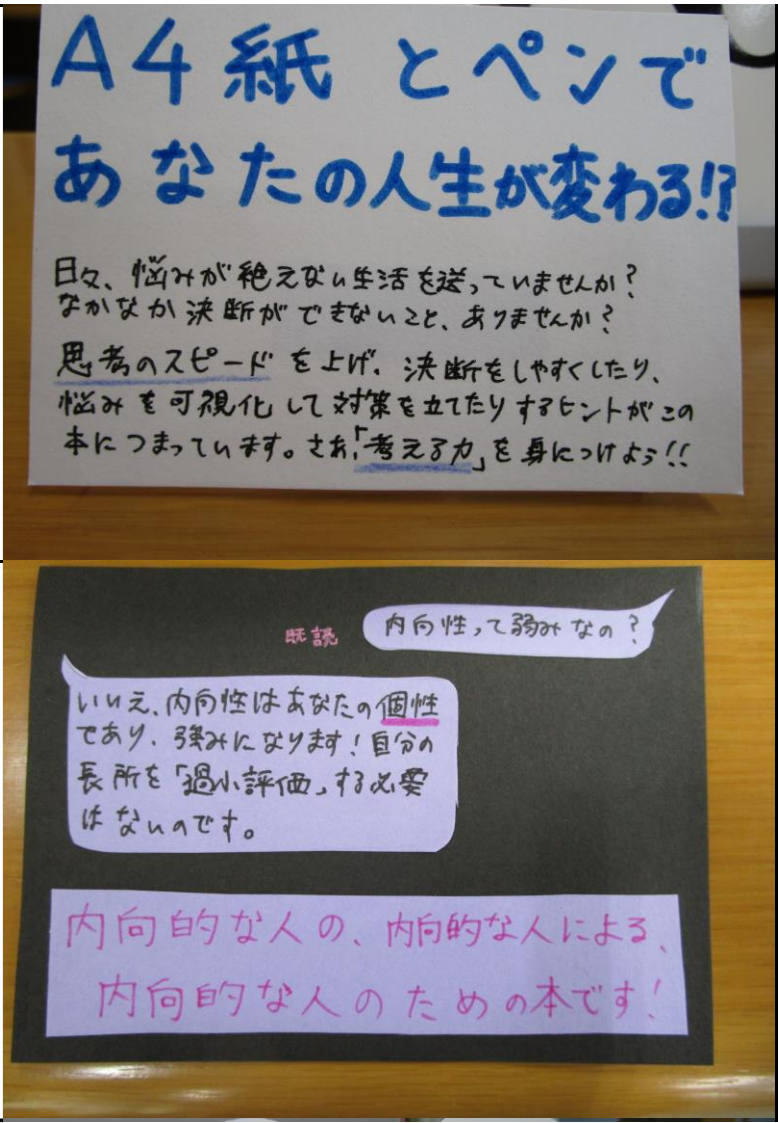 A4紙とペンで
あなたの人生が変わる!?
日々、悩みが絶えない生活を送っていませんか?
なかなか決断ができないこと、ありませんか?
思考のスピードを上げ、決断をしやすくしたり、
悩みを可視化して対策を立てたりするヒントがこの
本につまっています。さあ、「考える力」を身につけよう!!
内向性って弱みなの?
既読
いいえ、内向性はあなたの個性
であり、強みになります!自分の
長所を「過小評価」する必要
はないのです。
内向的な人の、内向的な人による、
内向的な人のための本です!